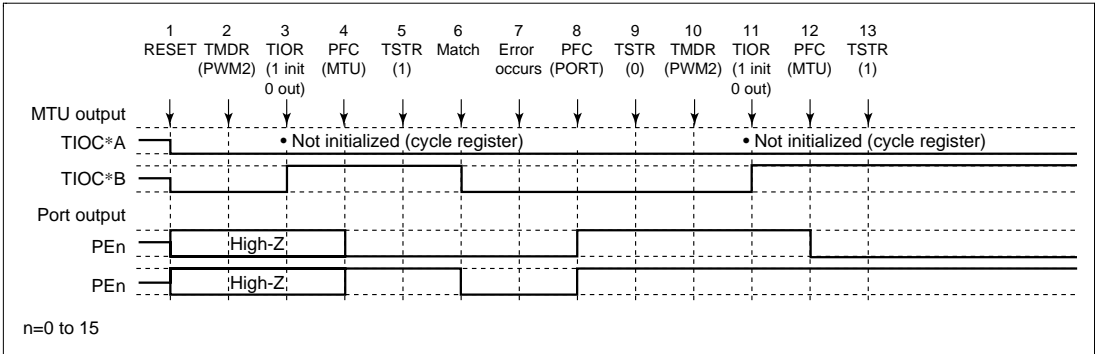 1 2 3 4 5 6 7 8 9 10 11 12 13
RESET TMDR TIOR PFC TSTR Match Error PFC TSTR TMDR TIOR PFC TSTR
(PWM2) (1 init (MTU) (1) occurs (PORT) (0) (PWM2) (1 init (MTU) (1)
0 out) 0 out)
MTU output
TIOC*A • Not initialized (cycle register) • Not initialized (cycle register)
TIOC*B
Port output
PEn High-Z
PEn High-Z
n=0 to 15